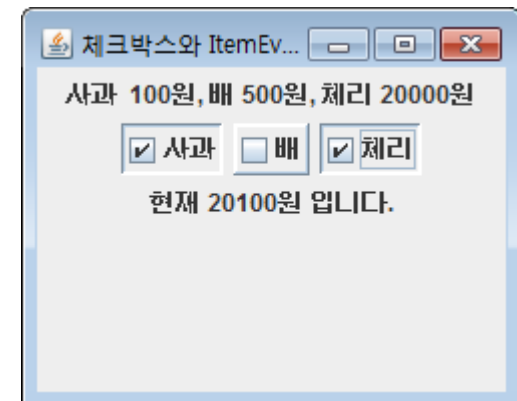 체크박스와 ItemEv...
사과 100원, 배 500원, 체리 20000원
사과 배 체리
현재 20100원 입니다.